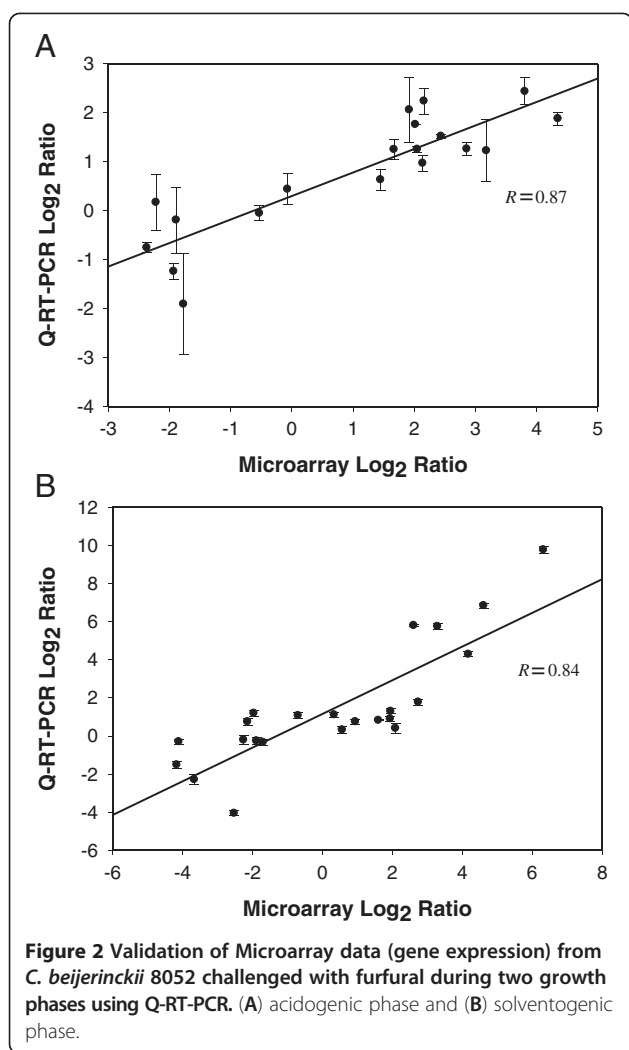 A
3
2
1
0
-1
-2
-3
-4
Q-RT-PCR Log2 Ratio
R=0.87
-3 -2 -1 0 1 2 3 4 5
Microarray Log2 Ratio
B
12
10
8
6
4
2
0
-2
-4
-6
Q-RT-PCR Log2 Ratio
R=0.84
-6 -4 -2 0 2 4 6 8
Microarray Log2 Ratio
Figure 2 Validation of Microarray data (gene expression) from
C. beijerinckii 8052 challenged with furfural during two growth
phases using Q-RT-PCR. (A) acidogenic phase and (B) solventogenic
phase.